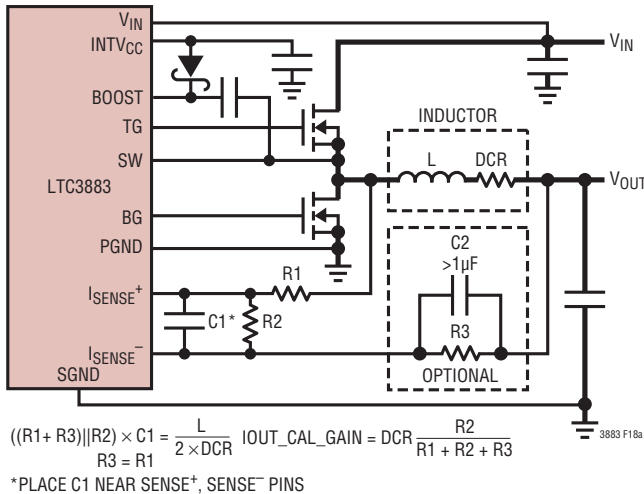 VIN
INTVCC
VIN
BOOST
INDUCTOR
TG
L
DCR
SW
VOUT
LTC3883
BG
C2
>1µF
PGND
R1
ISENSE+
C1*
R2
R3
ISENSE−
OPTIONAL
SGND
3883 F18a
((R1+ R3)||R2) × C1 = L / 2 × DCR IOUT_CAL_GAIN = DCR R2 / R1 + R2 + R3
R3 = R1
*PLACE C1 NEAR SENSE+, SENSE− PINS